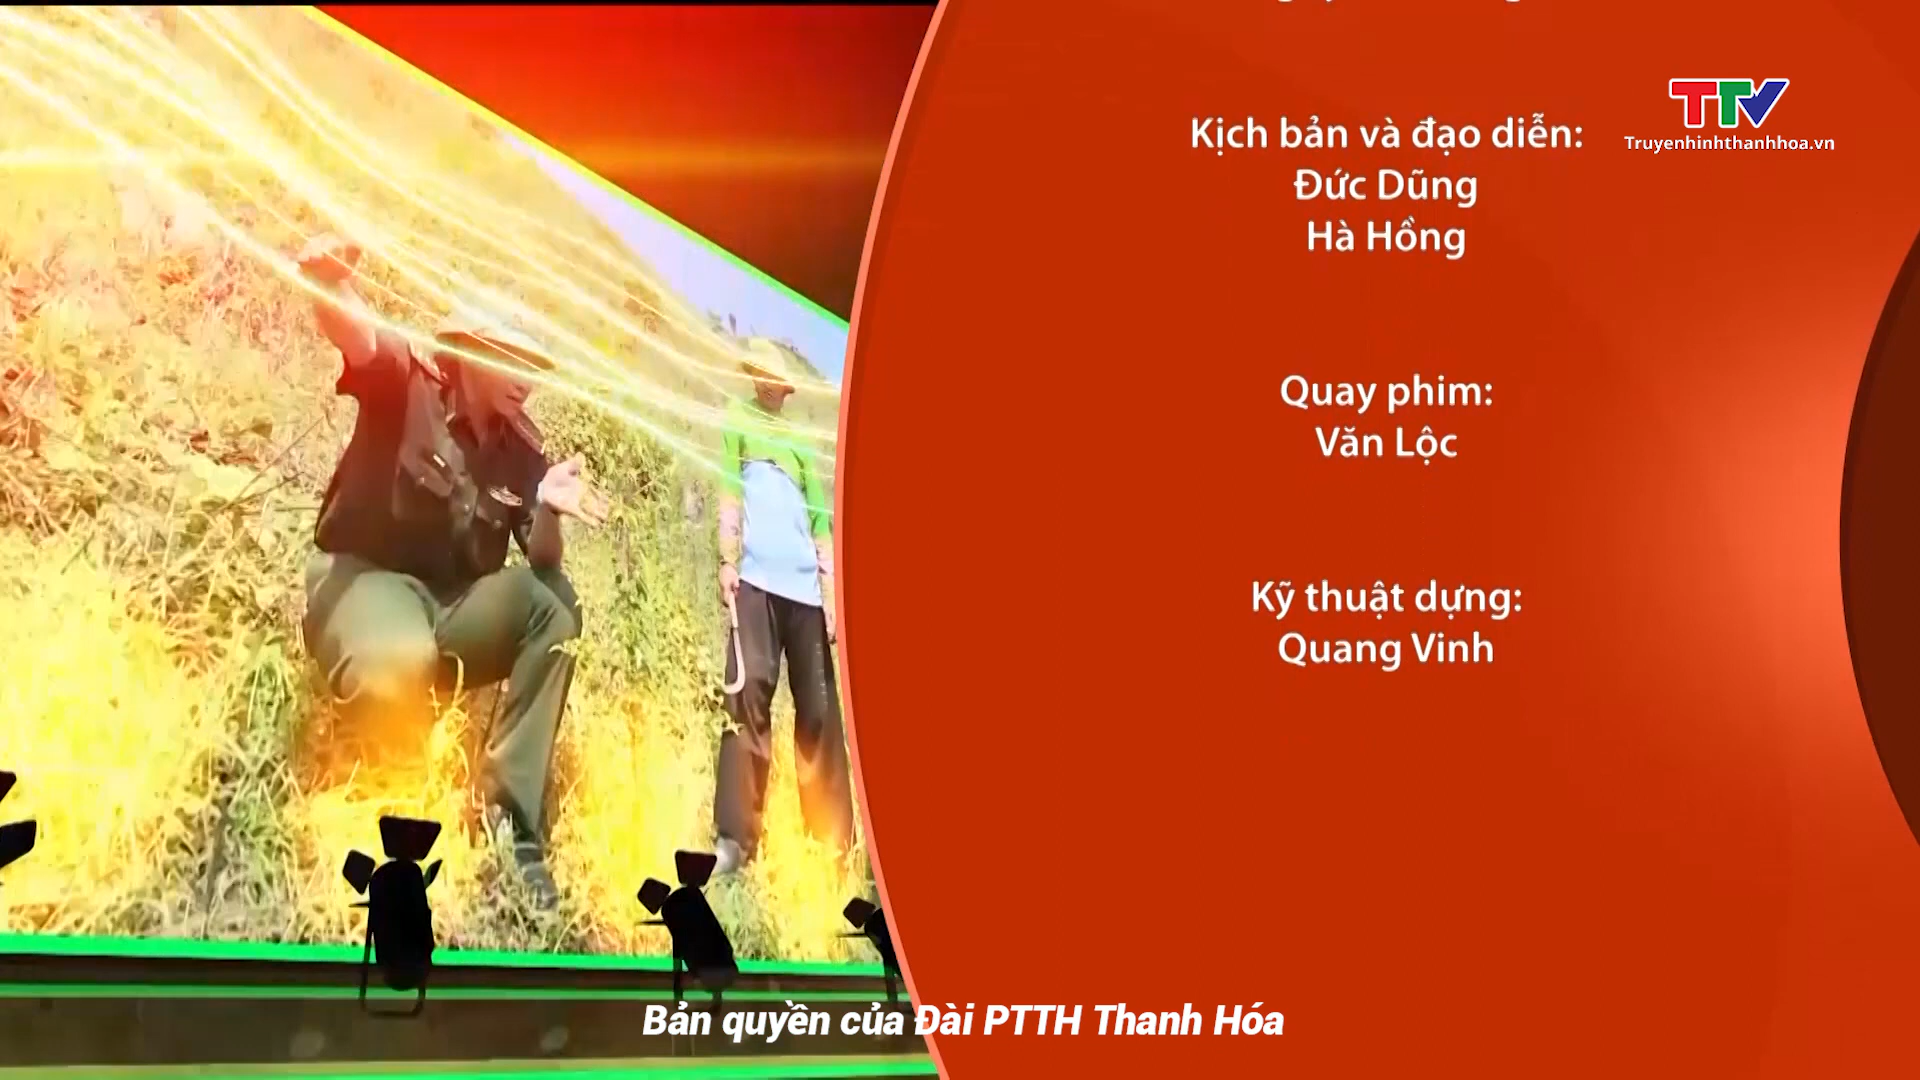 TTV
Truyenhinhthanhhoa.vn
Kịch bản và đạo diễn:
Đức Dũng
Hà Hồng
Quay phim:
Văn Lộc
Kỹ thuật dựng:
Quang Vinh
Bản quyền của Đài PTTH Thanh Hóa